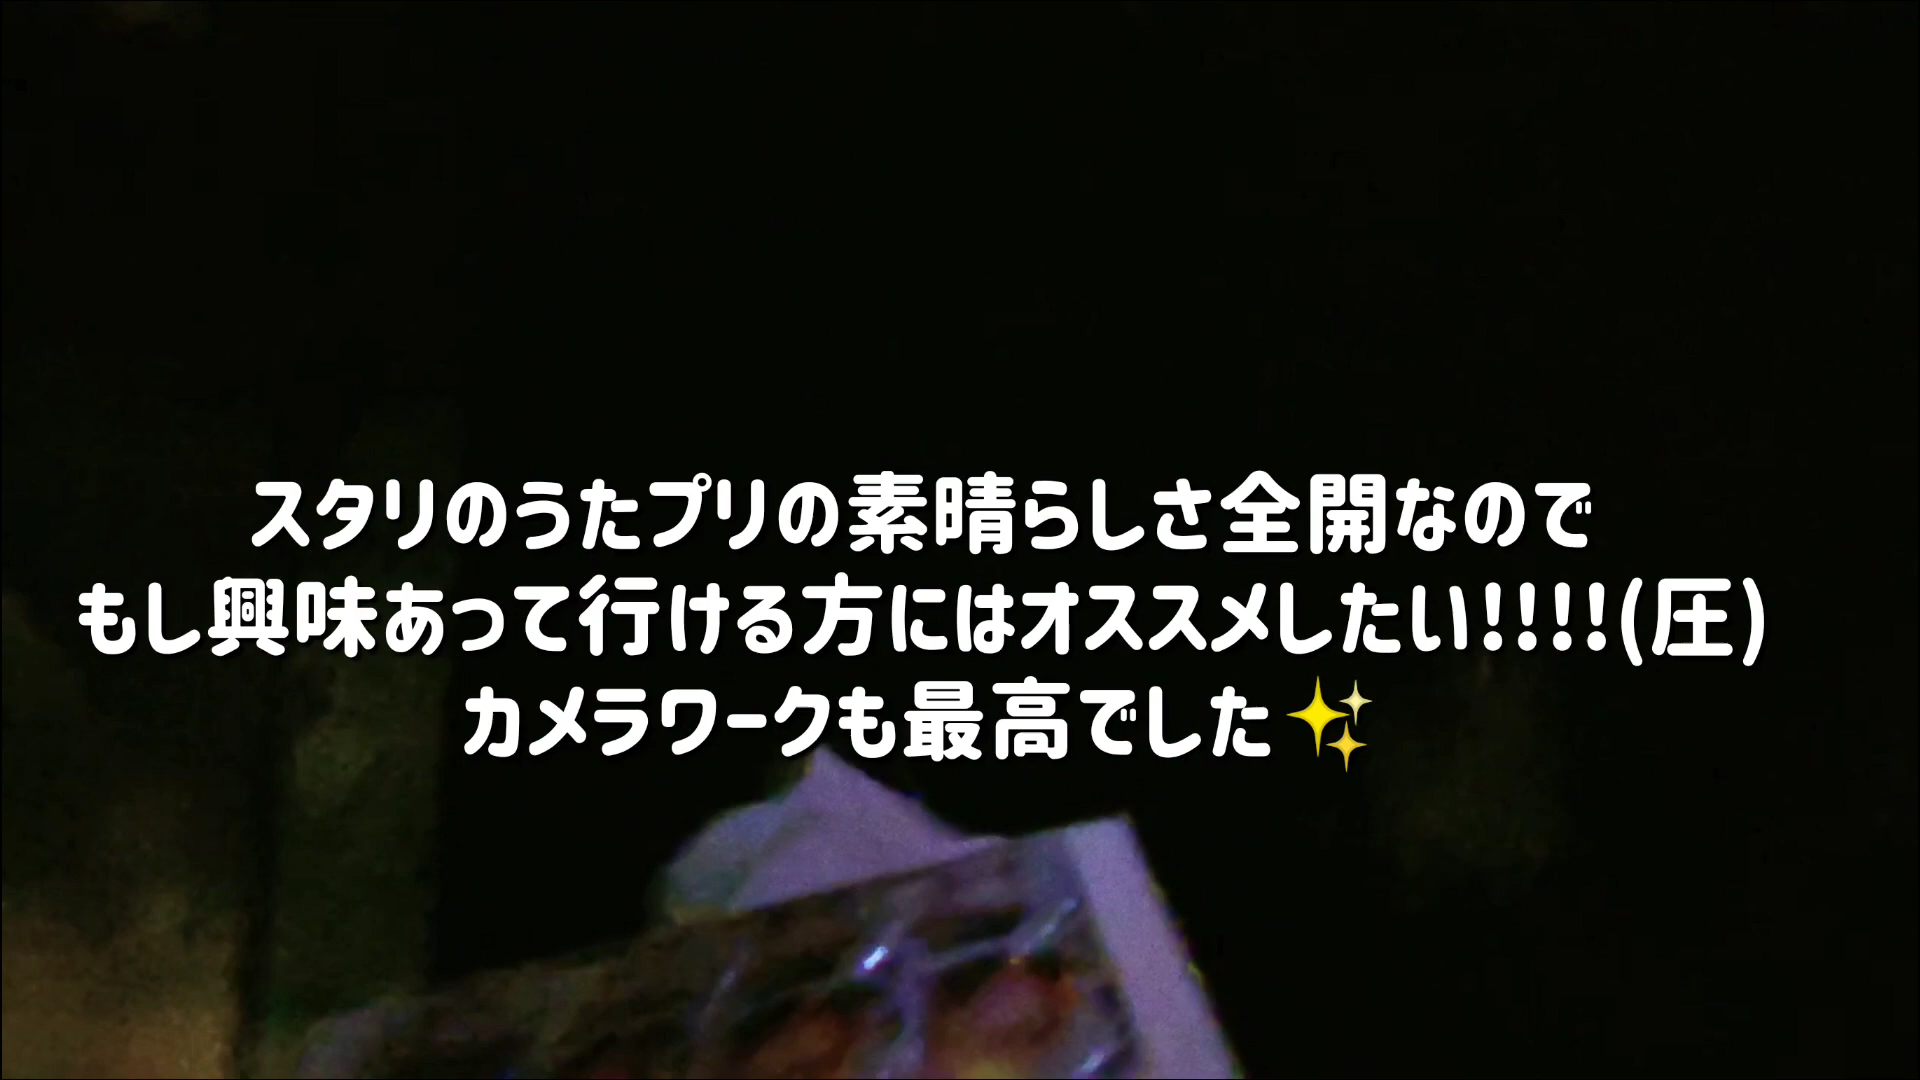 スタリのうたプリの素晴らしさ全開なので
もし興味あって行ける方にはオススメしたい!!!!(圧)
カメラワークも最高でした✨